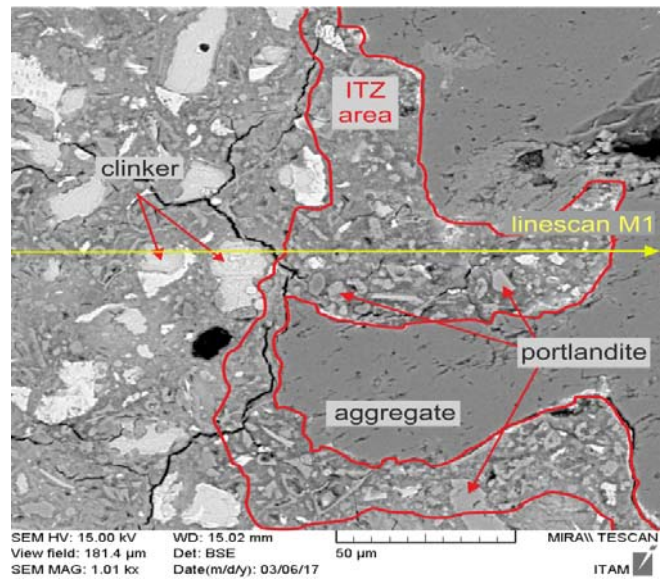 ITZ
area
clinker
linescan M1
portlandite
aggregate
SEM HV: 15.00 kV WD: 15.02 mm MIRA\\ TESCAN
View field: 181.4 µm Det: BSE 50 µm
SEM MAG: 1.01 kx Date(m/d/y): 03/06/17 ITAM